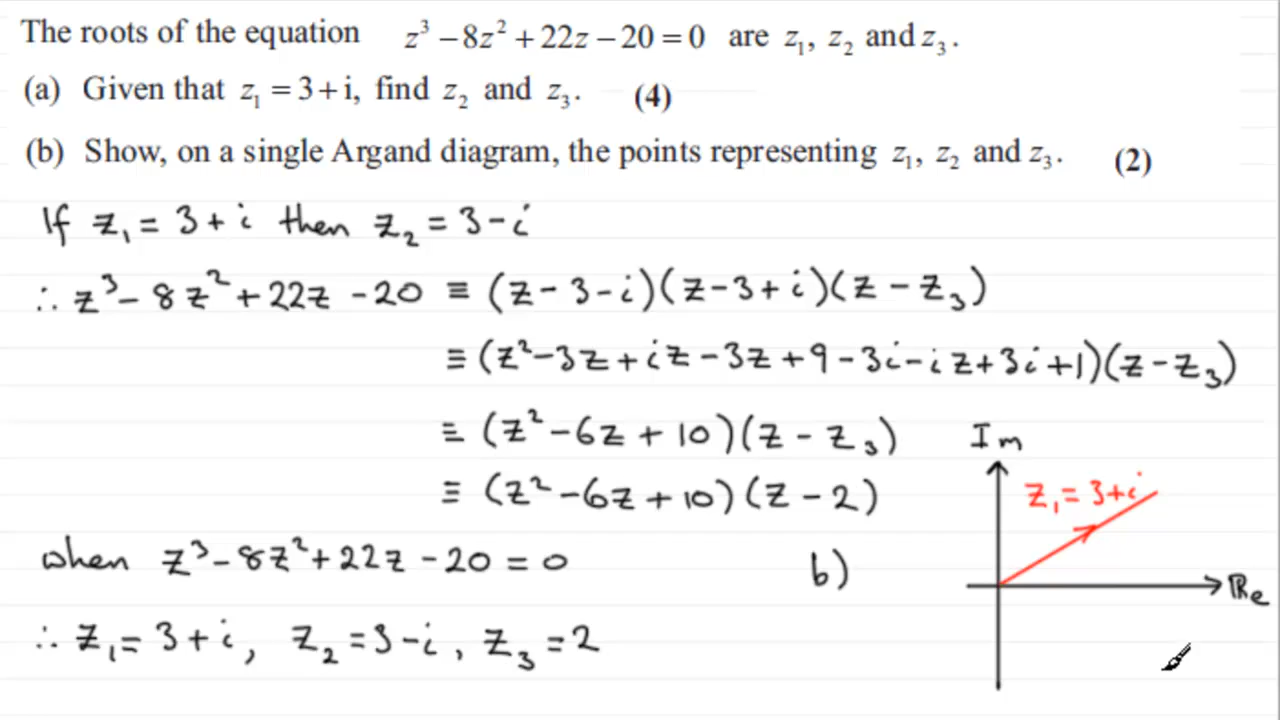 The roots of the equation z³ − 8z² + 22z − 20 = 0 are z₁, z₂ and z₃.
(a) Given that z₁ = 3 + i, find z₂ and z₃. (4)
(b) Show, on a single Argand diagram, the points representing z₁, z₂ and z₃. (2)
If z₁ = 3 + i then z₂ = 3 − i
∴ z³ − 8z² + 22z − 20 ≡ (z − 3 − i)(z − 3 + i)(z − z₃)
≡ (z² − 3z + iz − 3z + 9 − 3i − iz + 3i + 1)(z − z₃)
≡ (z² − 6z + 10)(z − z₃)
≡ (z² − 6z + 10)(z − 2)
when z³ − 8z² + 22z − 20 = 0
∴ z₁ = 3 + i, z₂ = 3 − i, z₃ = 2
b)
Im
z₁ = 3 + i
Re